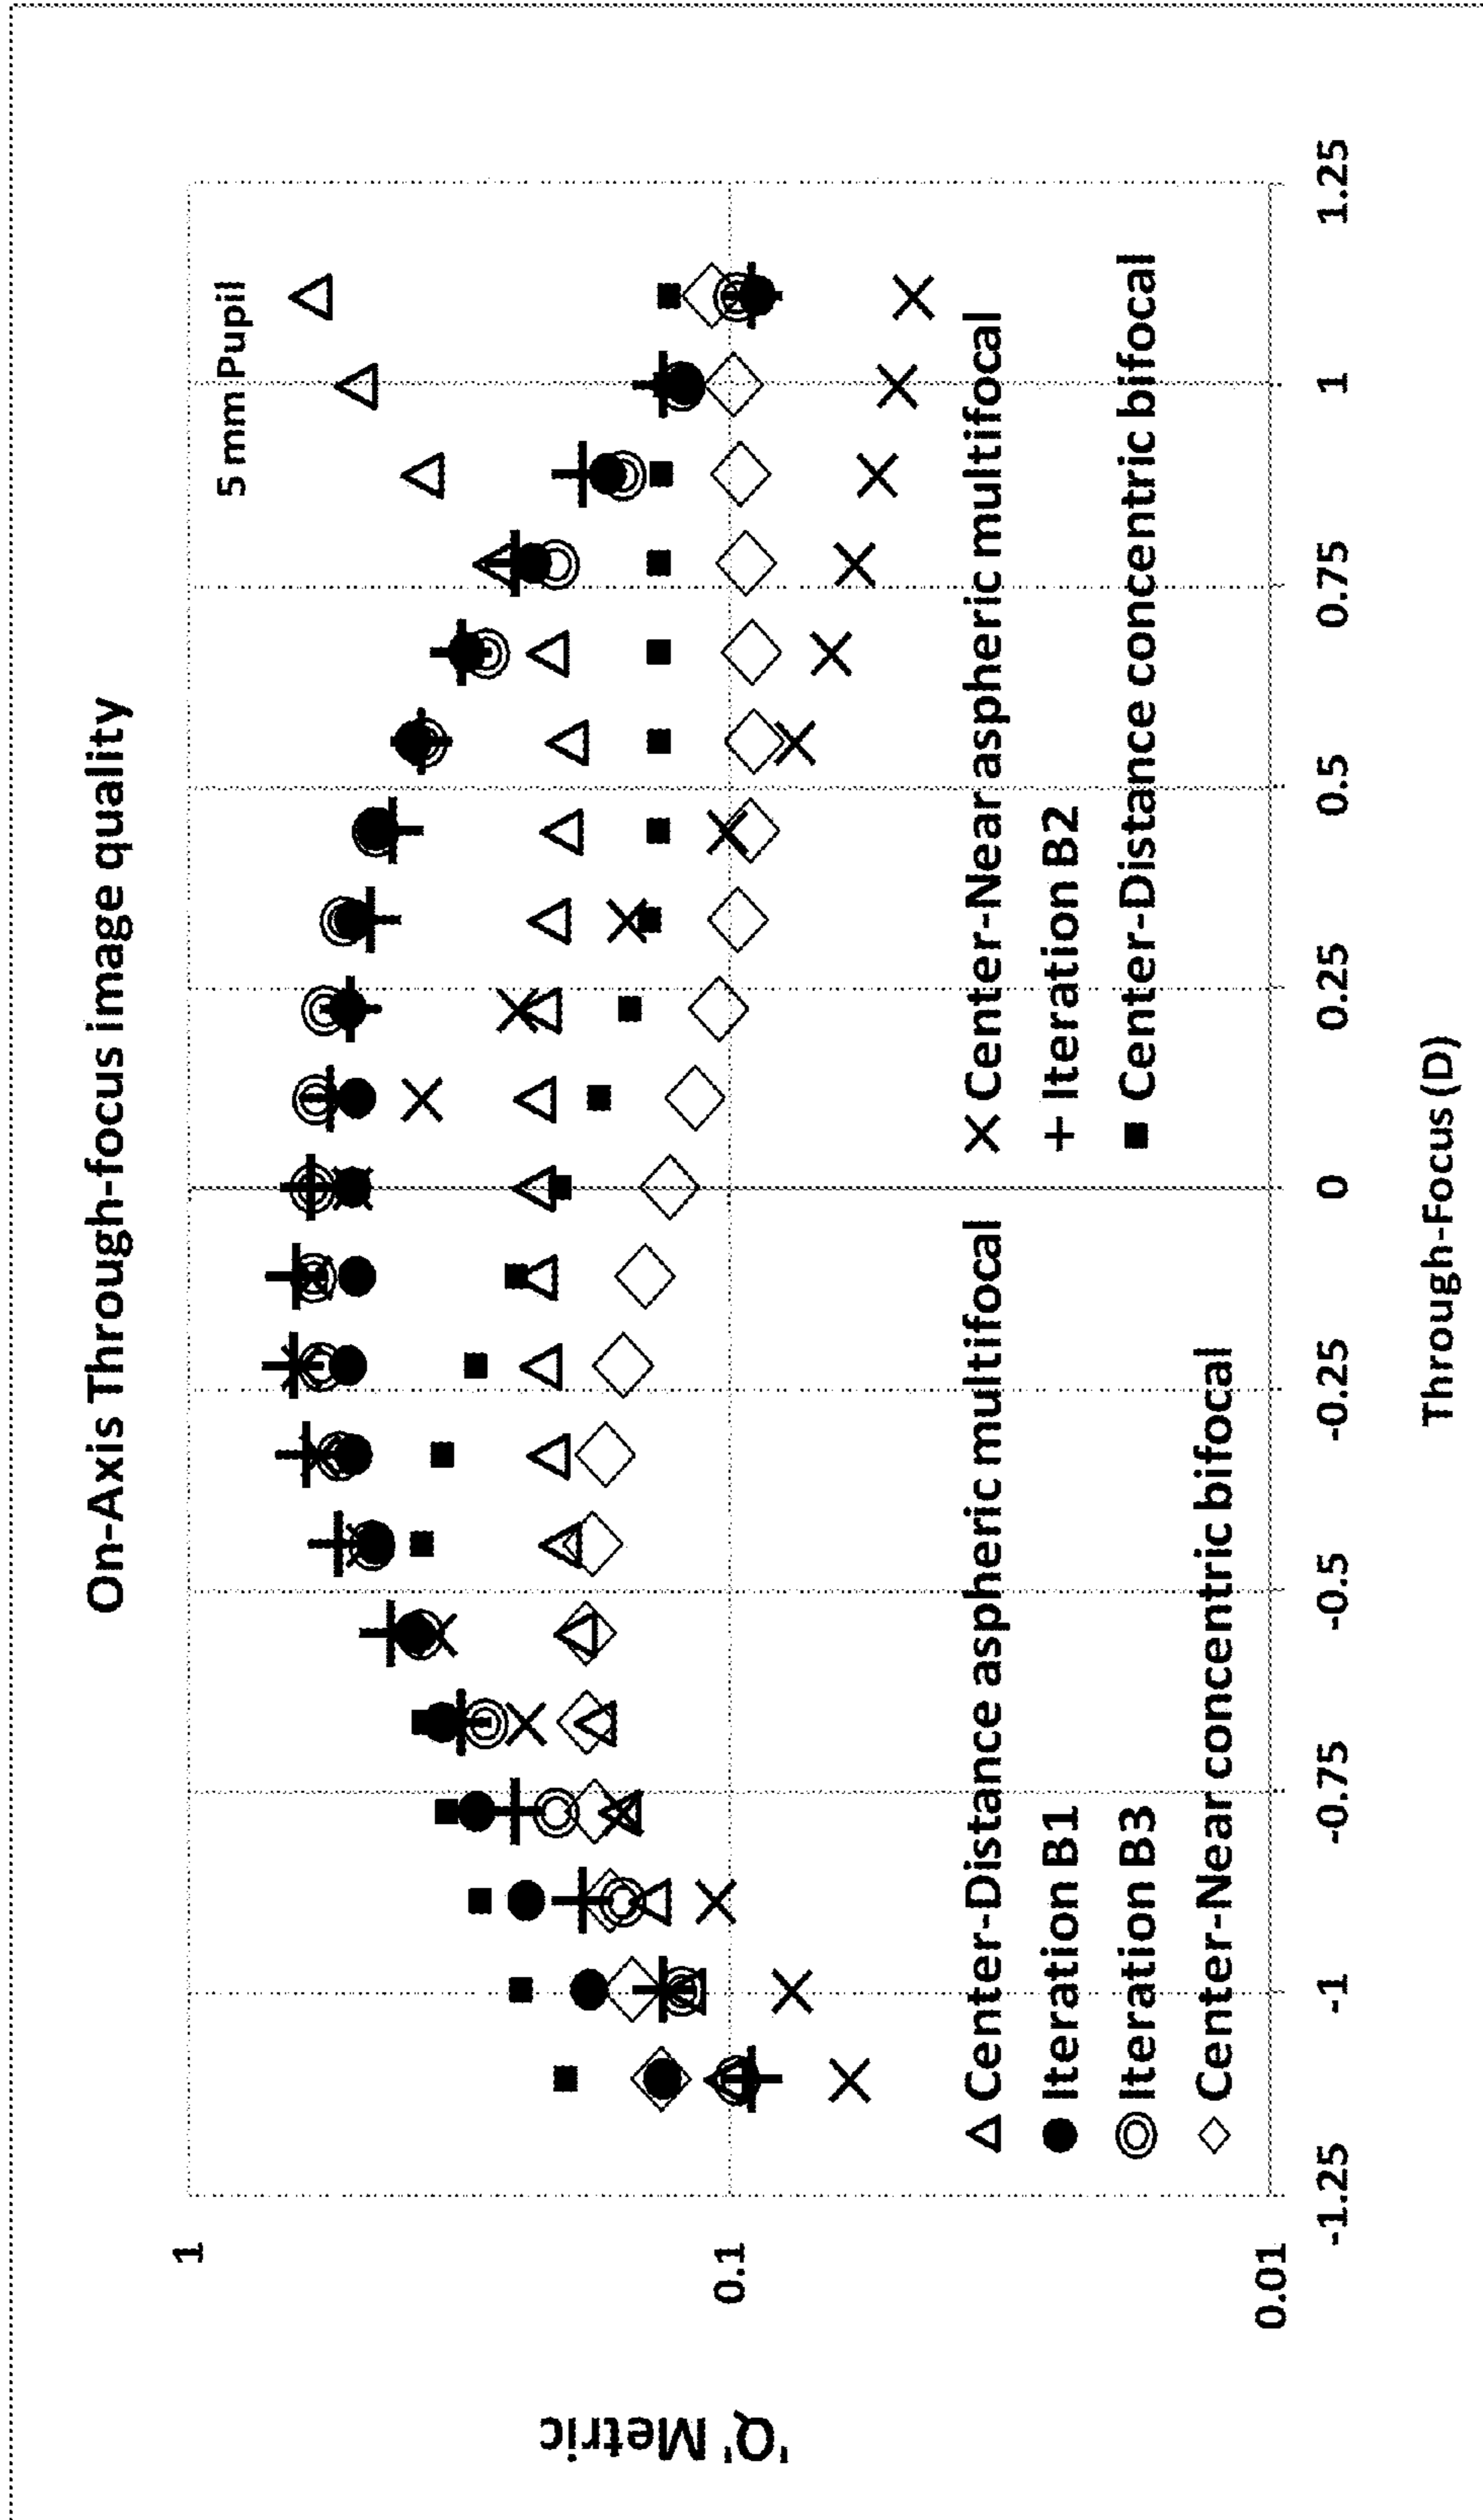 On-Axis Through-focus image quality
5 mm Pupil
1
0.1
0.01
'Q' Metric
-1.25
-1
-0.75
-0.5
-0.25
0
0.25
0.5
0.75
1
1.25
Through-Focus (D)
Center-Distance aspheric multifocal
Center-Near aspheric multifocal
Iteration B1
Iteration B2
Iteration B3
Center-Distance concentric bifocal
Center-Near concentric bifocal